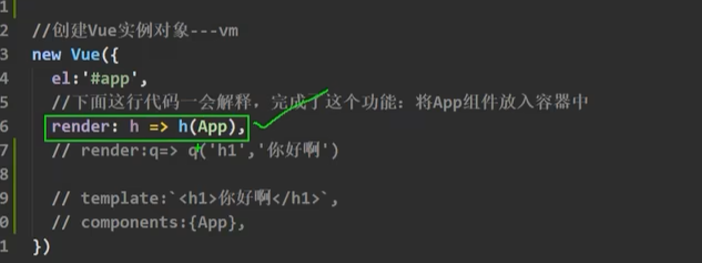 1
2 //创建Vue实例对象---vm
3 new Vue({
4 el:'#app',
5 //下面这行代码一会解释，完成了这个功能：将App组件放入容器中
6 render: h => h(App),
7 // render:q=> q('h1','你好啊')
8
9 // template:`<h1>你好啊</h1>`,
0 // components:{App},
1 })